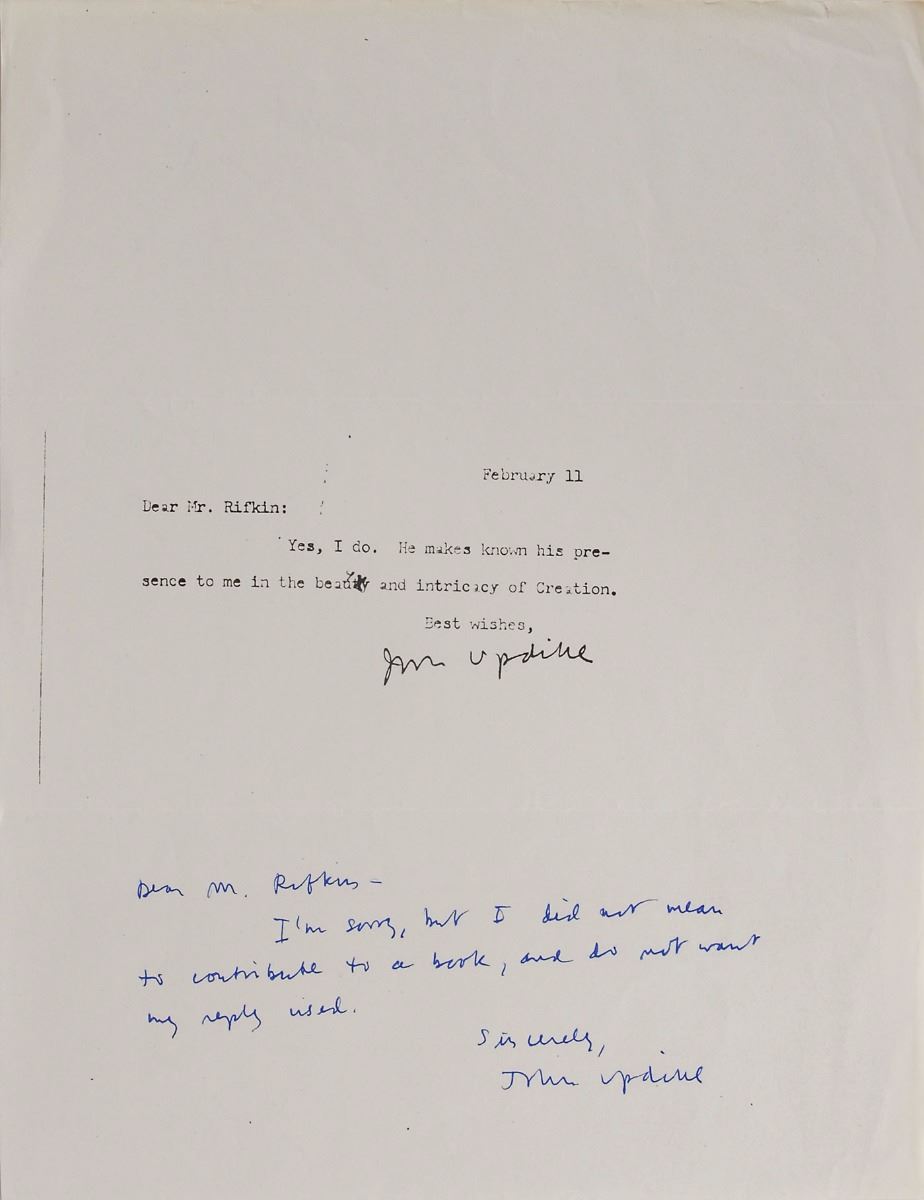 February 11
Dear Mr. Rifkin:
Yes, I do. He makes known his pre-
sence to me in the beauty and intricacy of Creation.
Best wishes,
John Updike
Dear Mr. Rifkin –
I'm sorry, but I did not mean
to contribute to a book, and do not want
my reply used.
Sincerely,
John Updike